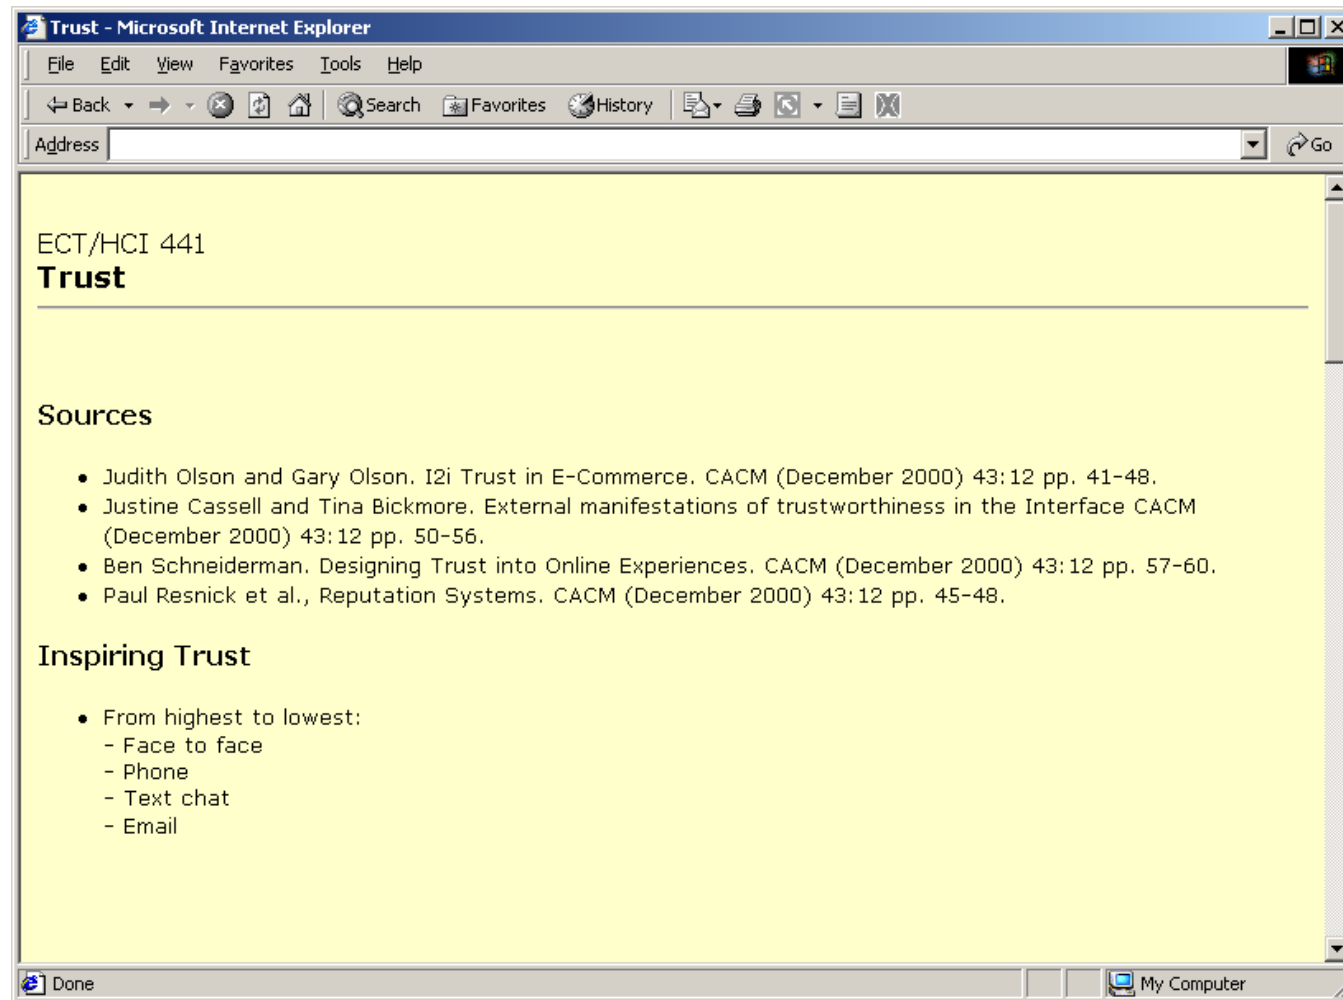 Trust - Microsoft Internet Explorer
File Edit View Favorites Tools Help
Back Search Favorites History
Address Go
ECT/HCI 441
Trust
Sources
• Judith Olson and Gary Olson. I2i Trust in E-Commerce. CACM (December 2000) 43:12 pp. 41-48.
• Justine Cassell and Tina Bickmore. External manifestations of trustworthiness in the Interface CACM
(December 2000) 43:12 pp. 50-56.
• Ben Schneiderman. Designing Trust into Online Experiences. CACM (December 2000) 43:12 pp. 57-60.
• Paul Resnick et al., Reputation Systems. CACM (December 2000) 43:12 pp. 45-48.
Inspiring Trust
• From highest to lowest:
- Face to face
- Phone
- Text chat
- Email
Done My Computer